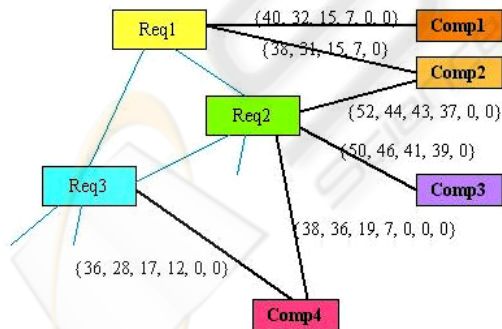 {40, 32, 15, 7, 0, 0}
Req1
Comp1
{38, 31, 15, 7, 0}
Comp2
Req2
{52, 44, 43, 37, 0, 0}
{50, 46, 41, 39, 0}
Req3
Comp3
{38, 36, 19, 7, 0, 0, 0}
{36, 28, 17, 12, 0, 0}
Comp4